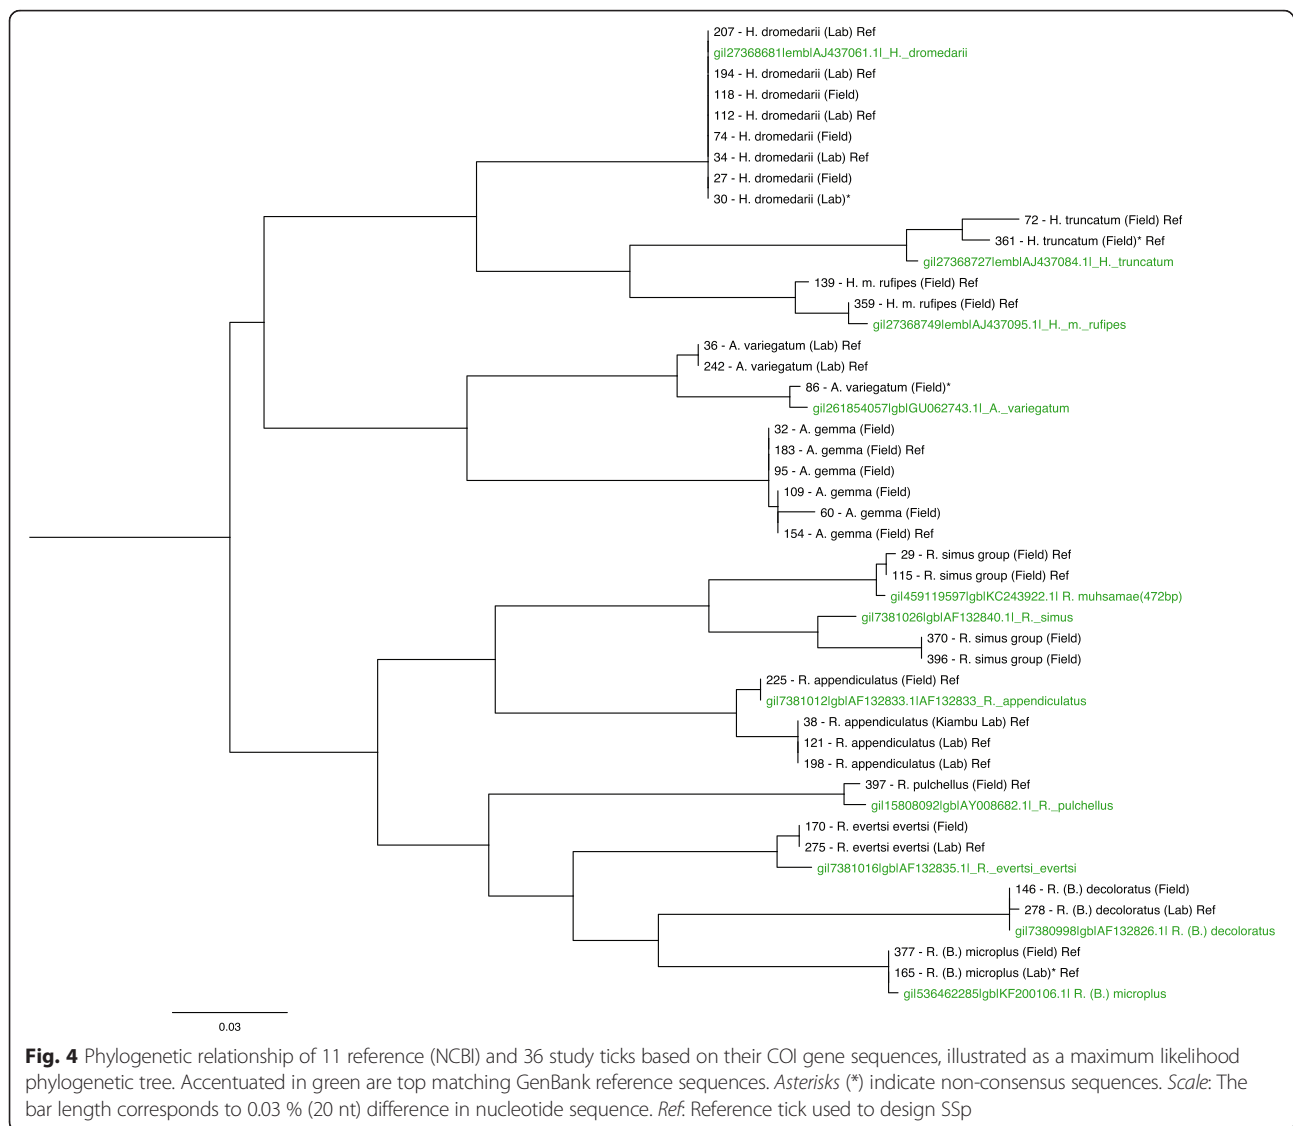 207 - H. dromedarii (Lab) Ref
gi|27368681|emb|AJ437061.1|_H._dromedarii
194 - H. dromedarii (Lab) Ref
118 - H. dromedarii (Field)
112 - H. dromedarii (Lab) Ref
74 - H. dromedarii (Field)
34 - H. dromedarii (Lab) Ref
27 - H. dromedarii (Field)
30 - H. dromedarii (Lab)*
72 - H. truncatum (Field) Ref
361 - H. truncatum (Field)* Ref
gi|27368727|emb|AJ437084.1|_H._truncatum
139 - H. m. rufipes (Field) Ref
359 - H. m. rufipes (Field) Ref
gi|27368749|emb|AJ437095.1|_H._m._rufipes
36 - A. variegatum (Lab) Ref
242 - A. variegatum (Lab) Ref
86 - A. variegatum (Field)*
gi|261854057|gb|GU062743.1|_A._variegatum
32 - A. gemma (Field)
183 - A. gemma (Field) Ref
95 - A. gemma (Field)
109 - A. gemma (Field)
60 - A. gemma (Field)
154 - A. gemma (Field) Ref
29 - R. simus group (Field) Ref
115 - R. simus group (Field) Ref
gi|459119597|gb|KC243922.1| R. muhsamae(472bp)
gi|7381026|gb|AF132840.1|_R._simus
370 - R. simus group (Field)
396 - R. simus group (Field)
225 - R. appendiculatus (Field) Ref
gi|7381012|gb|AF132833.1|AF132833_R._appendiculatus
38 - R. appendiculatus (Kiambu Lab) Ref
121 - R. appendiculatus (Lab) Ref
198 - R. appendiculatus (Lab) Ref
397 - R. pulchellus (Field) Ref
gi|15808092|gb|AY008682.1|_R._pulchellus
170 - R. evertsi evertsi (Field)
275 - R. evertsi evertsi (Lab) Ref
gi|7381016|gb|AF132835.1|_R._evertsi_evertsi
146 - R. (B.) decoloratus (Field)
278 - R. (B.) decoloratus (Lab) Ref
gi|7380998|gb|AF132826.1| R. (B.) decoloratus
377 - R. (B.) microplus (Field) Ref
165 - R. (B.) microplus (Lab)* Ref
gi|536462285|gb|KF200106.1| R. (B.) microplus
0.03
Fig. 4 Phylogenetic relationship of 11 reference (NCBI) and 36 study ticks based on their COI gene sequences, illustrated as a maximum likelihood
phylogenetic tree. Accentuated in green are top matching GenBank reference sequences. Asterisks (*) indicate non-consensus sequences. Scale: The
bar length corresponds to 0.03 % (20 nt) difference in nucleotide sequence. Ref: Reference tick used to design SSp